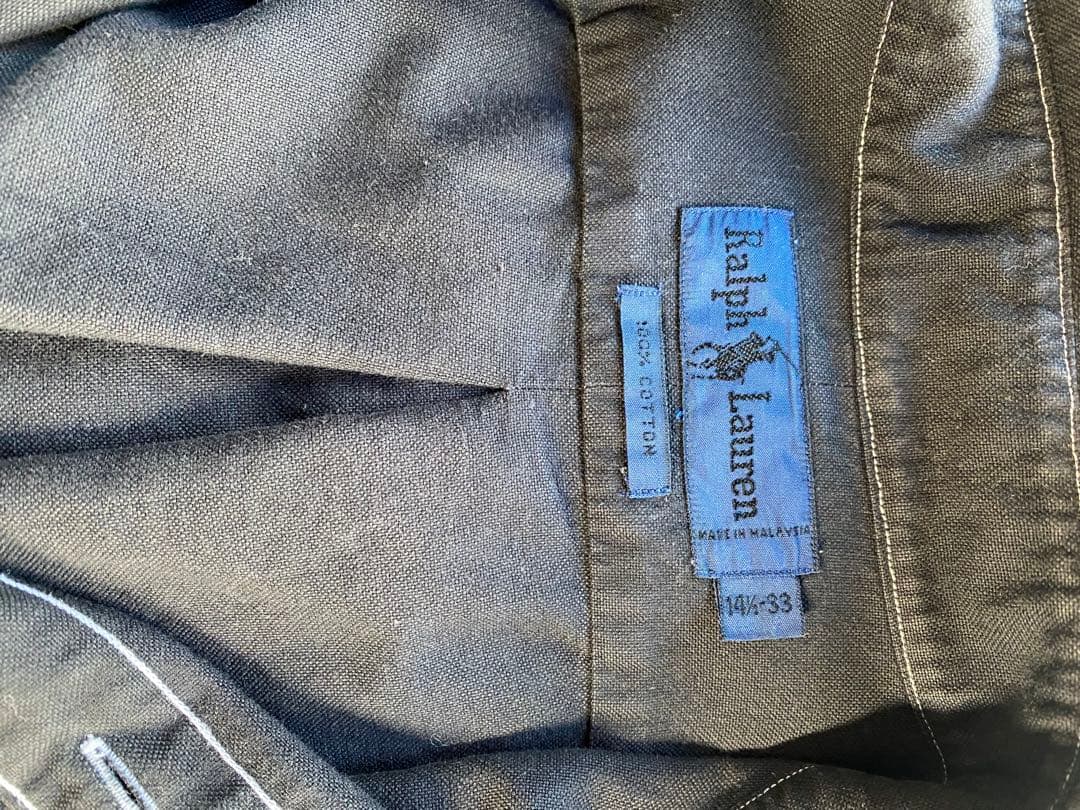 Ralph Lauren
MADE IN MALAYSIA
14½-33
100% COTTON